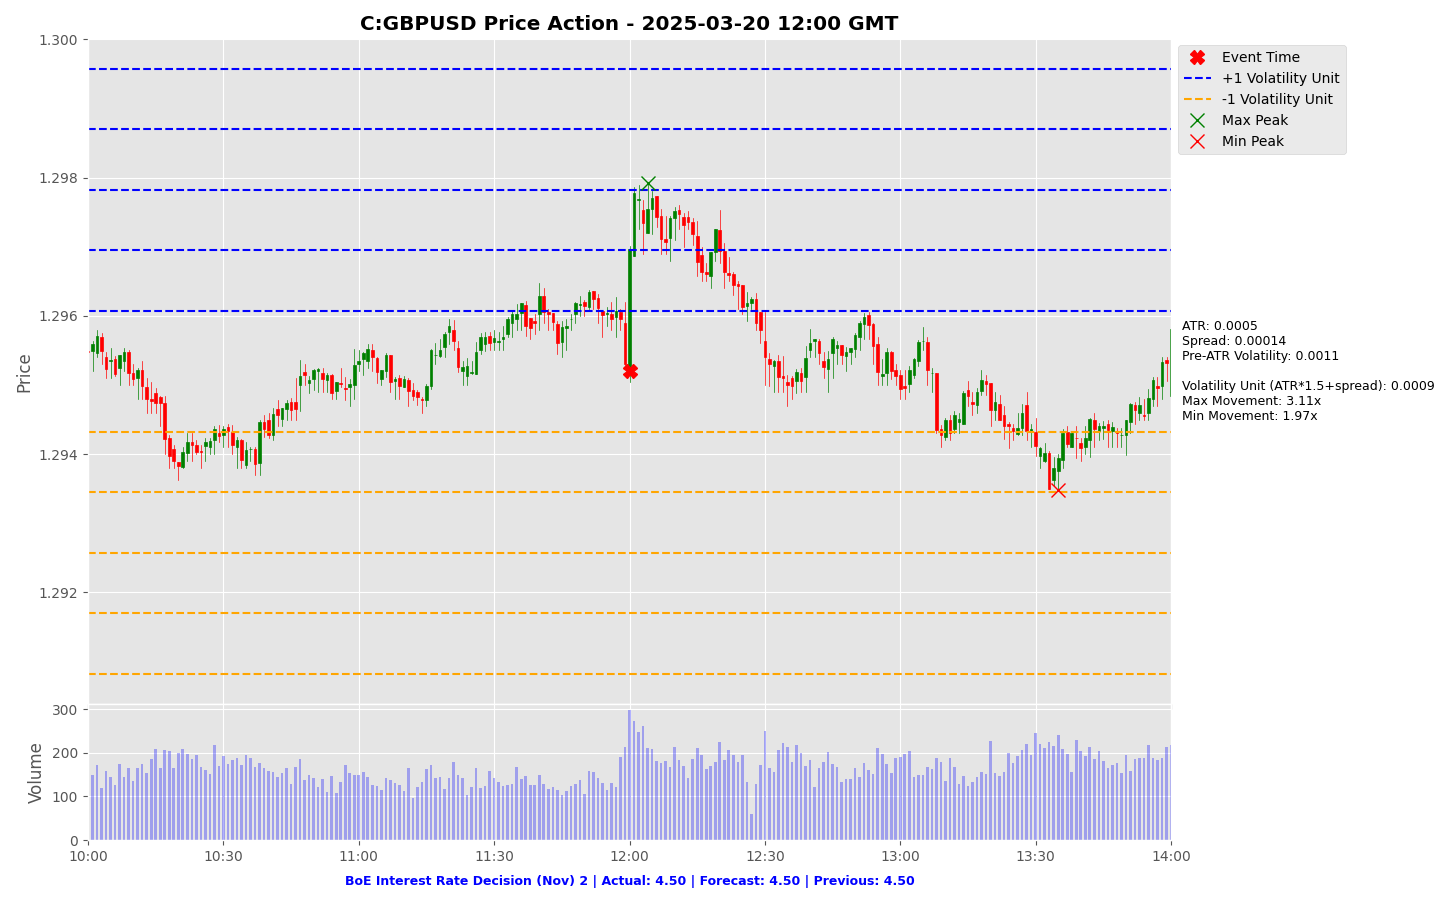 C:GBPUSD Price Action - 2025-03-20 12:00 GMT
1.300
1.298
1.296
1.294
1.292
Price
Event Time
+1 Volatility Unit
-1 Volatility Unit
Max Peak
Min Peak
ATR: 0.0005
Spread: 0.00014
Pre-ATR Volatility: 0.0011
Volatility Unit (ATR*1.5+spread): 0.0009
Max Movement: 3.11x
Min Movement: 1.97x
300
200
100
0
Volume
10:00 10:30 11:00 11:30 12:00 12:30 13:00 13:30 14:00
BoE Interest Rate Decision (Nov) 2 | Actual: 4.50 | Forecast: 4.50 | Previous: 4.50